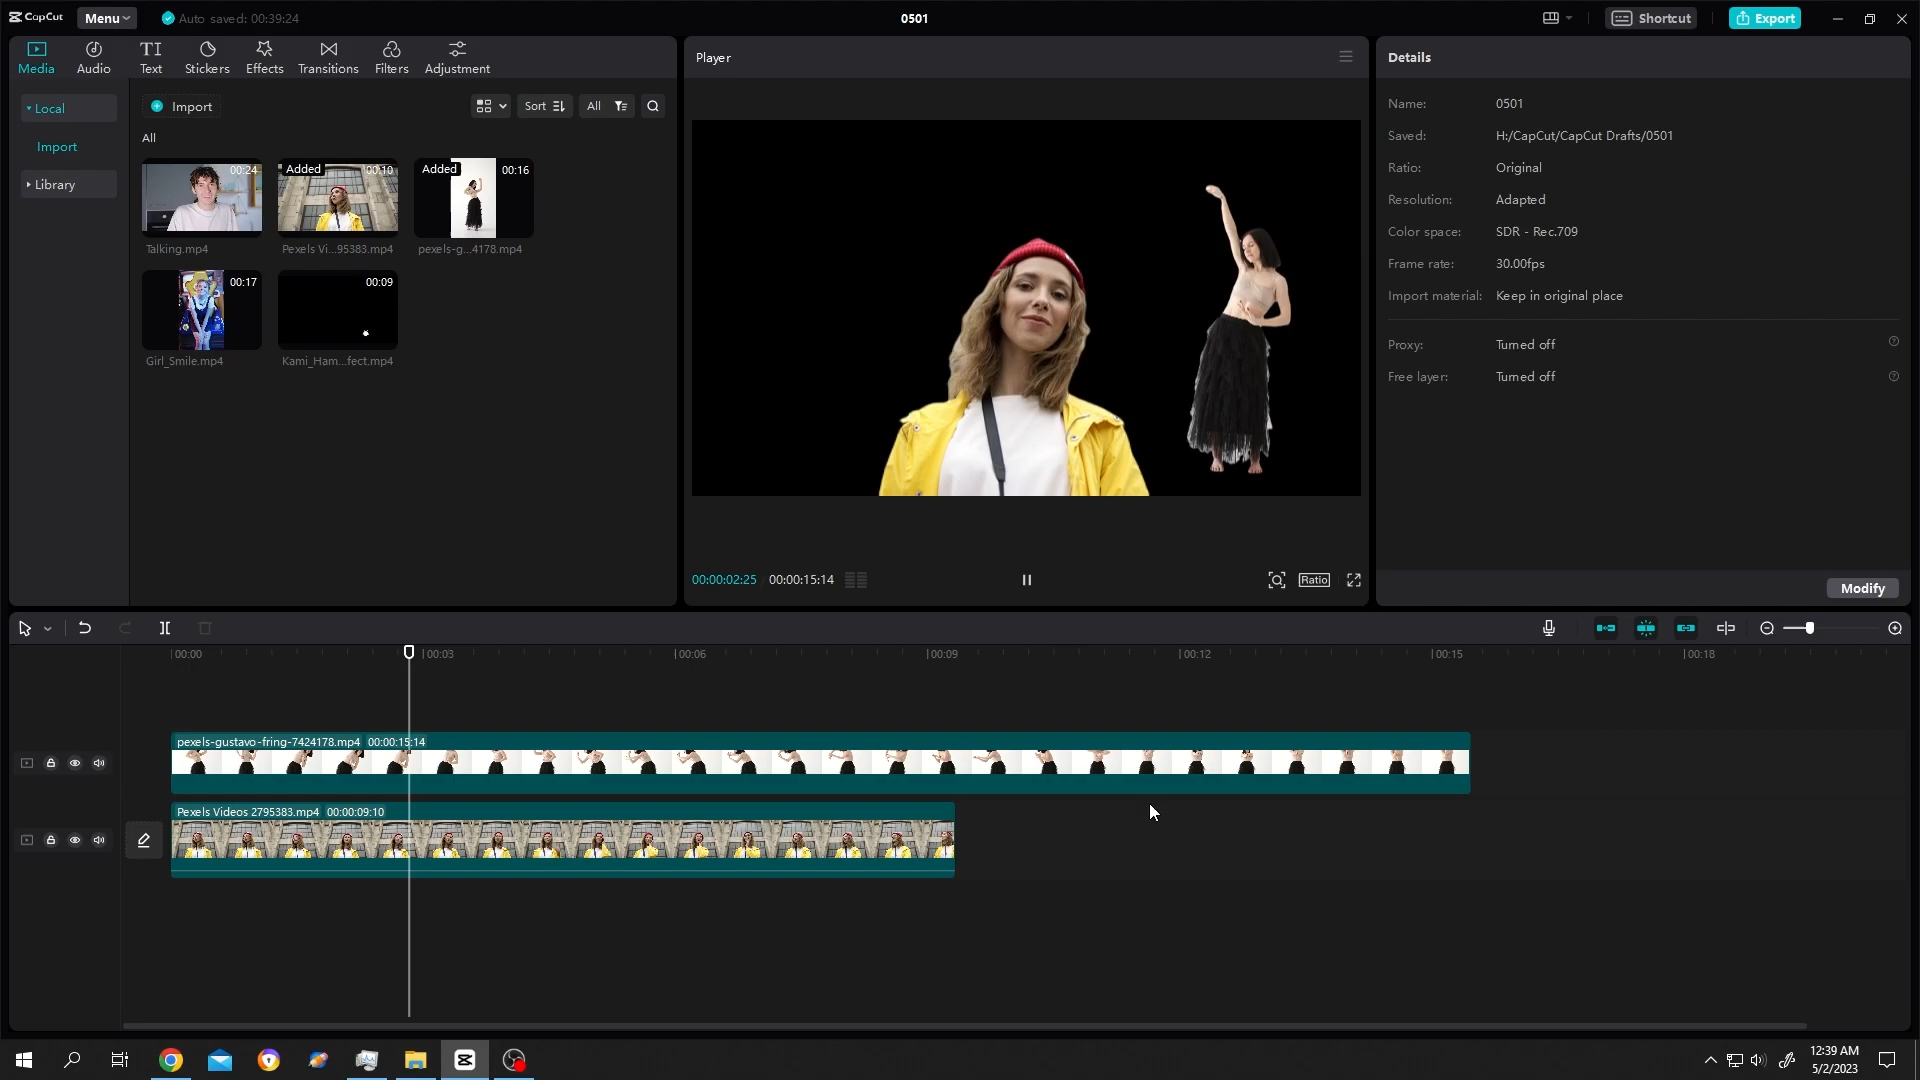 CapCut
Menu
Auto saved: 00:39:24
0501
Shortcut
Export
Media
Audio
Text
Stickers
Effects
Transitions
Filters
Adjustment
Local
Import
Library
Import
Sort
All
All
00:24
Talking.mp4
Added
00:10
Pexels Vi...95383.mp4
Added
00:16
pexels-g...4178.mp4
00:17
Girl_Smile.mp4
00:09
Kami_Ham...fect.mp4
Player
00:00:02:25
00:00:15:14
Ratio
Details
Name:
0501
Saved:
H:/CapCut/CapCut Drafts/0501
Ratio:
Original
Resolution:
Adapted
Color space:
SDR - Rec.709
Frame rate:
30.00fps
Import material:
Keep in original place
Proxy:
Turned off
Free layer:
Turned off
Modify
00:00
00:03
00:06
00:09
00:12
00:15
00:18
pexels-gustavo-fring-7424178.mp4 00:00:15:14
Pexels Videos 2795383.mp4 00:00:09:10
12:39 AM
5/2/2023